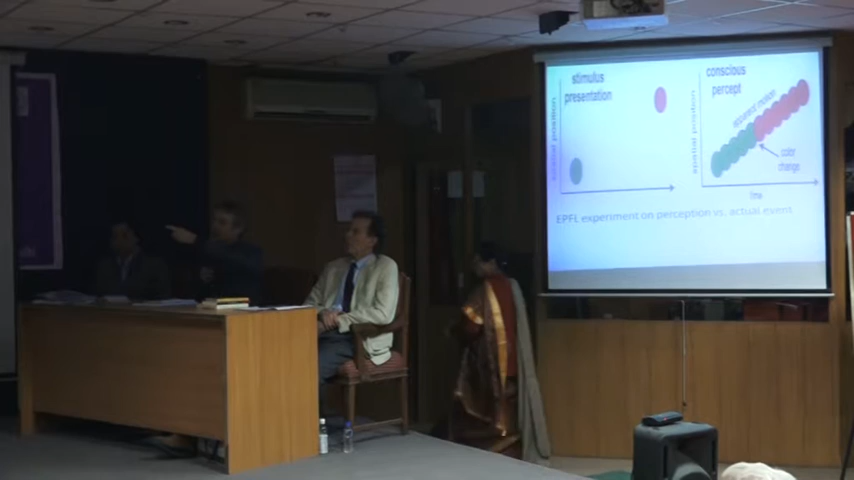 stimulus
presentation
conscious
percept
spatial position
spatial position
apparent motion
color
change
Time
EPFL experiment on perception vs. actual event